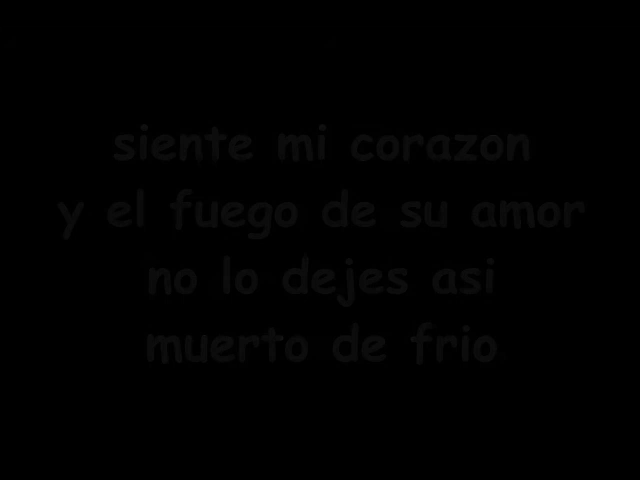 siente mi corazon
y el fuego de su amor
no lo dejes asi
muerto de frio